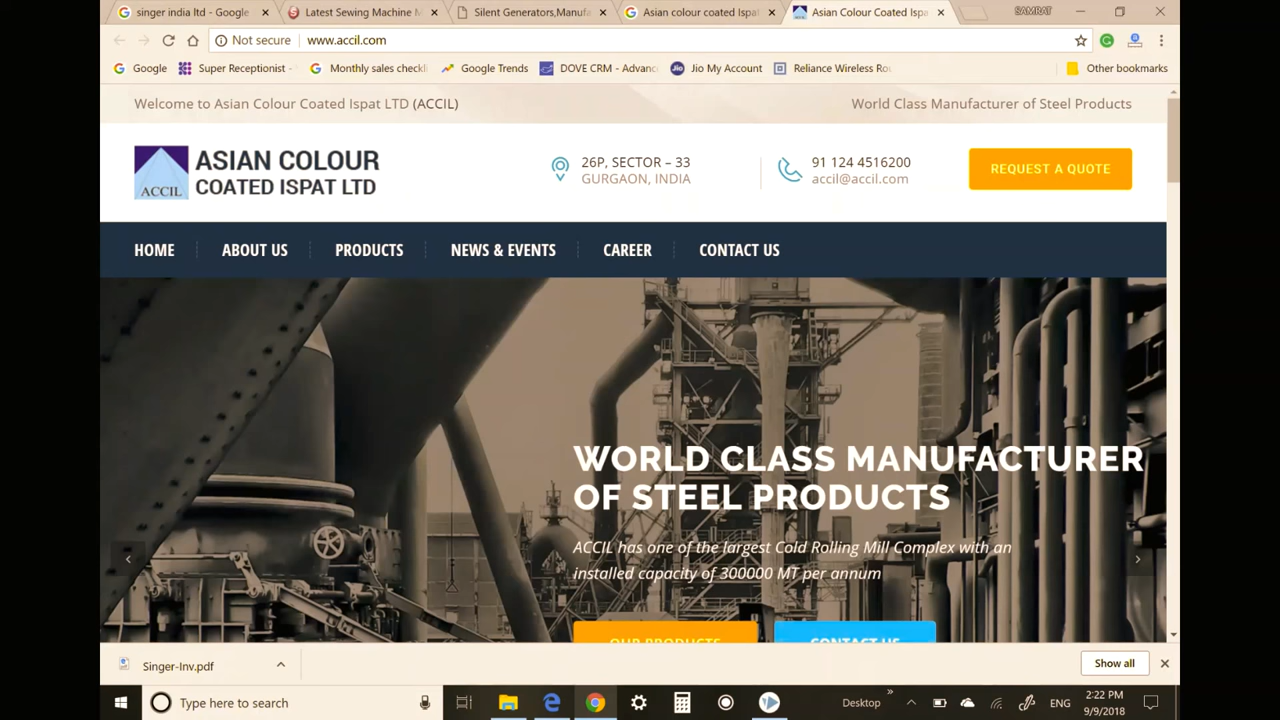 singer india ltd - Google
Latest Sewing Machine M
Silent Generators,Manufa
Asian colour coated Ispat
Asian Colour Coated Ispa
SAMRAT
Not secure
www.accil.com
Google
Super Receptionist -
Monthly sales checkli
Google Trends
DOVE CRM - Advanc
Jio My Account
Reliance Wireless Rou
Other bookmarks
Welcome to Asian Colour Coated Ispat LTD (ACCIL)
World Class Manufacturer of Steel Products
ACCIL
ASIAN COLOUR
COATED ISPAT LTD
26P, SECTOR – 33
GURGAON, INDIA
91 124 4516200
accil@accil.com
REQUEST A QUOTE
HOME
ABOUT US
PRODUCTS
NEWS & EVENTS
CAREER
CONTACT US
WORLD CLASS MANUFACTURER
OF STEEL PRODUCTS
ACCIL has one of the largest Cold Rolling Mill Complex with an
installed capacity of 300000 MT per annum
OUR PRODUCTS
CONTACT US
Singer-Inv.pdf
Show all
Type here to search
Desktop
ENG
2:22 PM
9/9/2018